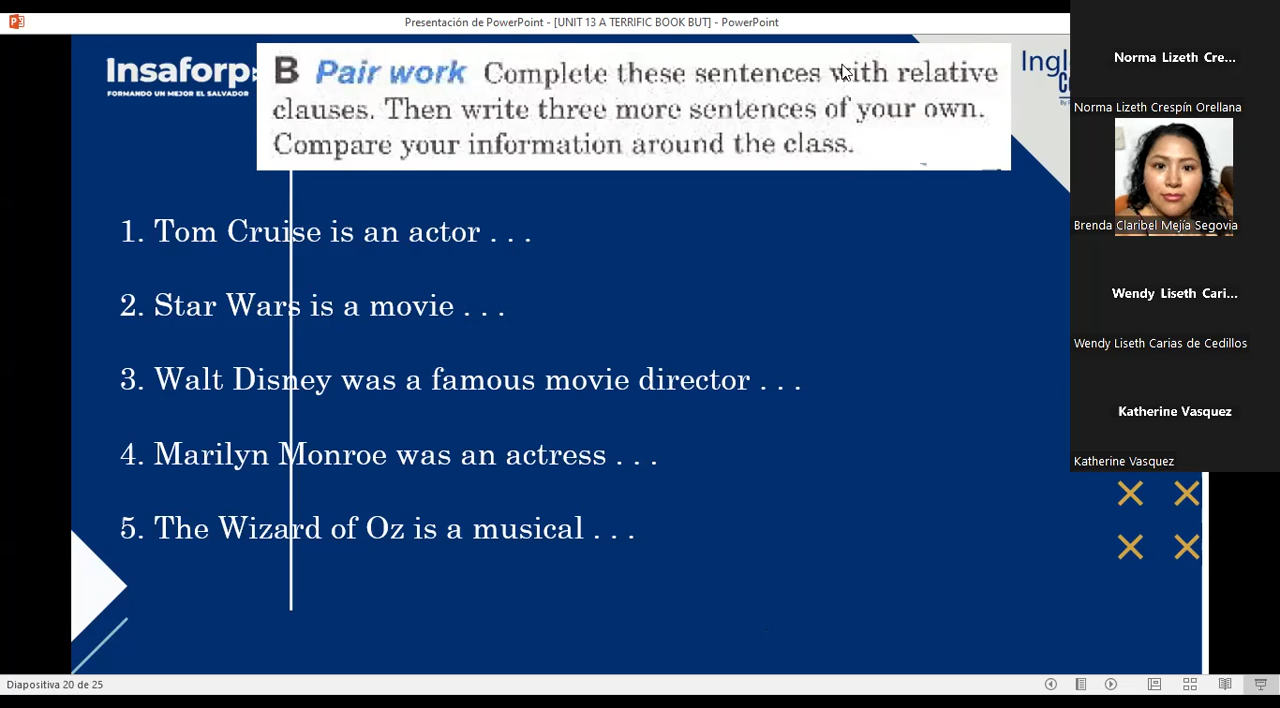 Presentación de PowerPoint - [UNIT 13 A TERRIFIC BOOK BUT] - PowerPoint
Insaforp
FORMANDO UN MEJOR EL SALVADOR
B Pair work Complete these sentences with relative
clauses. Then write three more sentences of your own.
Compare your information around the class.
1. Tom Cruise is an actor . . .
2. Star Wars is a movie . . .
3. Walt Disney was a famous movie director . . .
4. Marilyn Monroe was an actress . . .
5. The Wizard of Oz is a musical . . .
Norma Lizeth Cre...
Norma Lizeth Crespín Orellana
Brenda Claribel Mejía Segovia
Wendy Liseth Cari...
Wendy Liseth Carias de Cedillos
Katherine Vasquez
Katherine Vasquez
Diapositiva 20 de 25